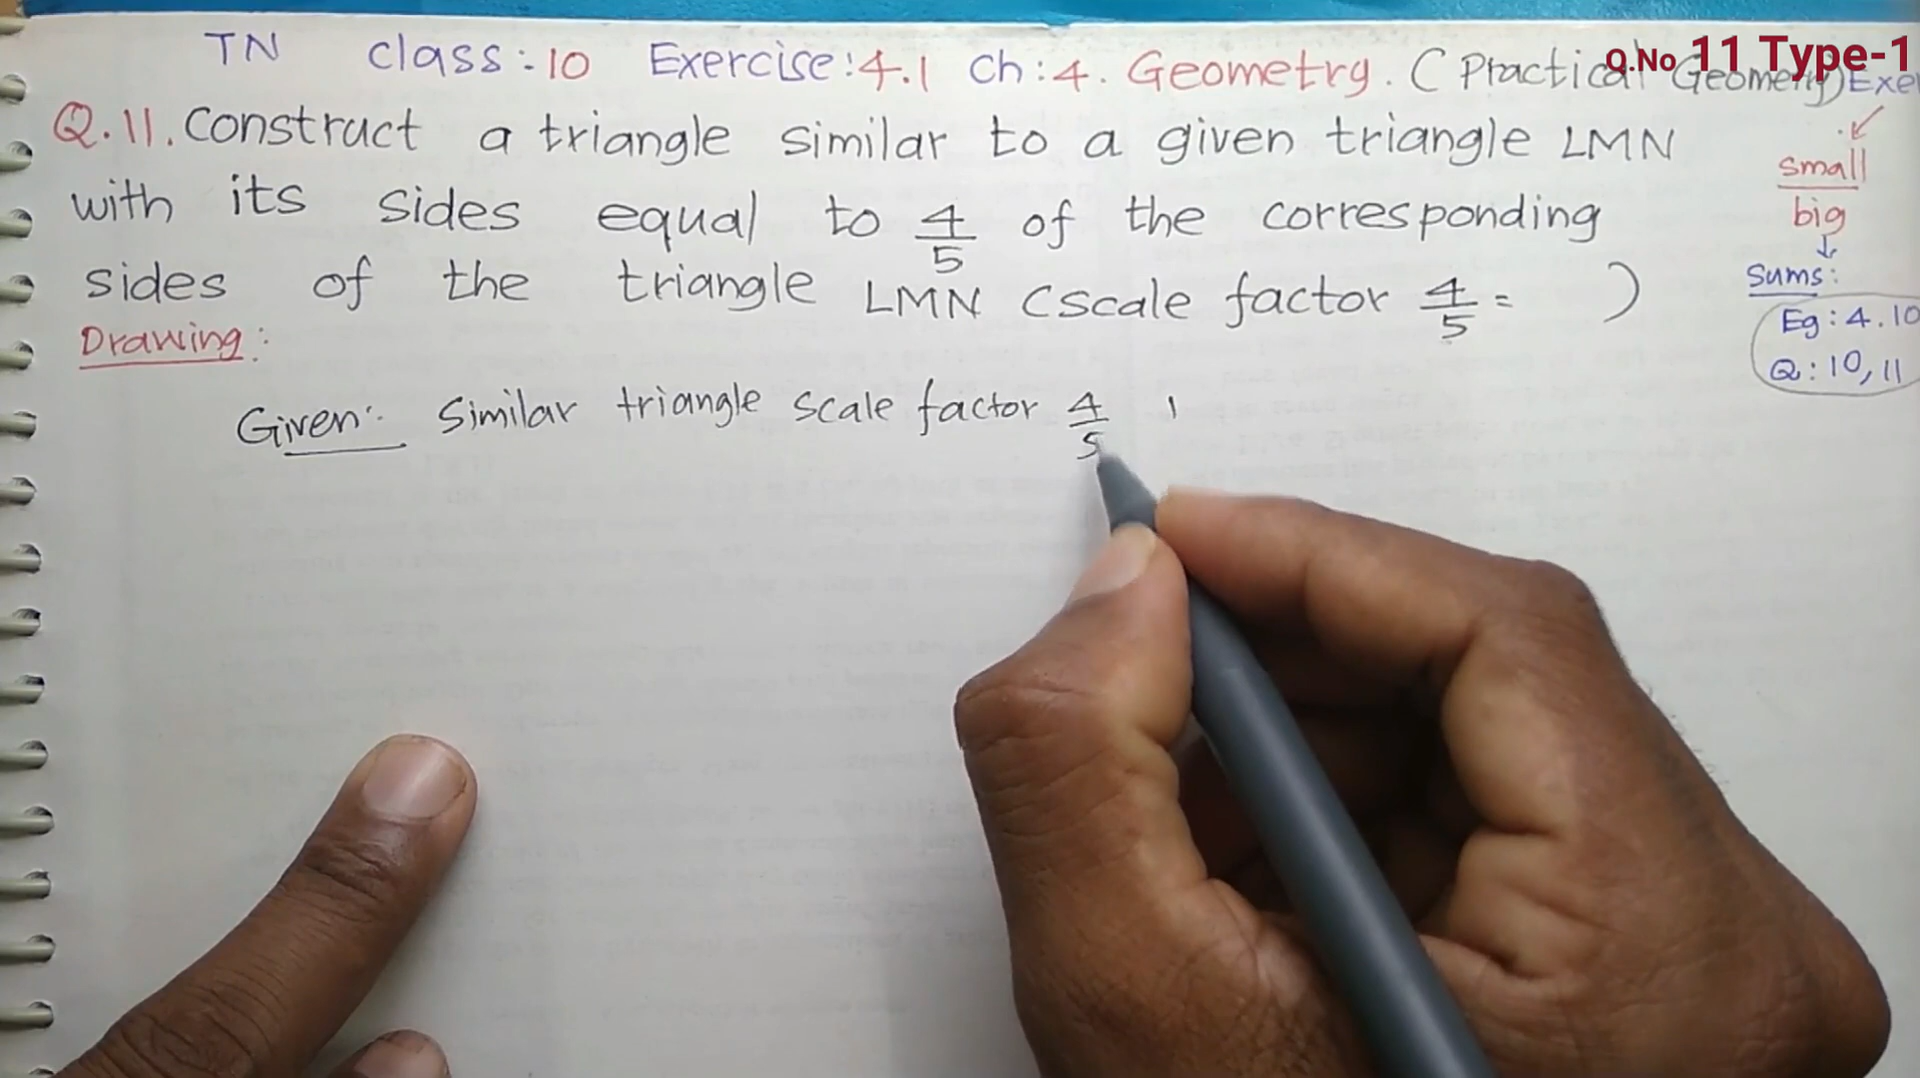 TN class:10 Exercise:4.1 Ch:4. Geometry. (Practical Geometry) Exer
Q.No 11 Type-1
Q.11. Construct a triangle similar to a given triangle LMN
with its sides equal to 4/5 of the corresponding
sides of the triangle LMN (scale factor 4/5 = )
Drawing:
Given: Similar triangle scale factor 4/5
small
big
Sums:
Eg: 4.10
Q: 10, 11